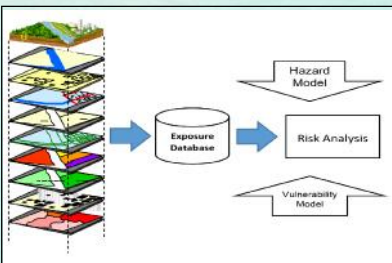 Hazard
Model
Exposure
Database
Risk Analysis
Vulnerability
Model